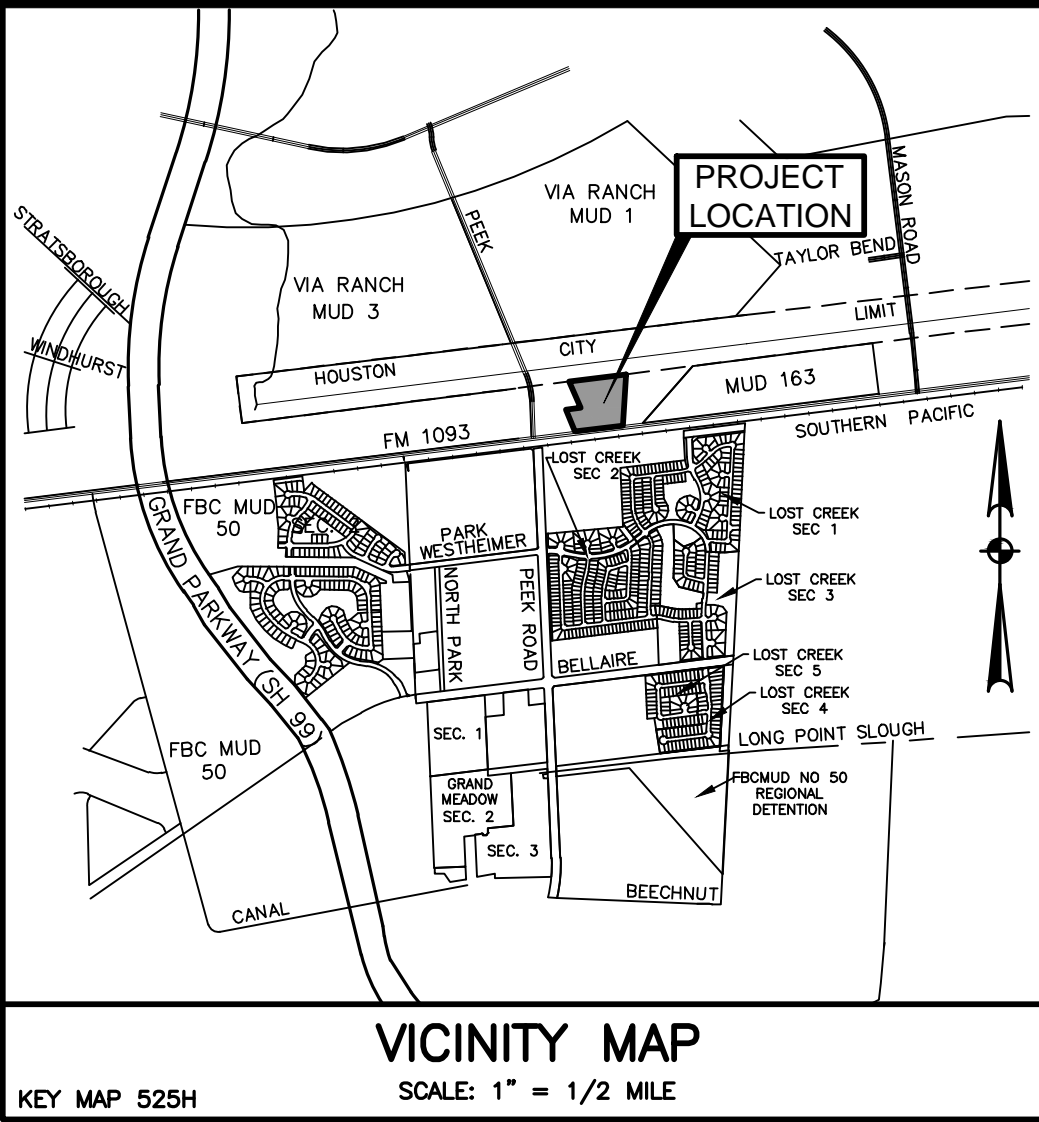 PROJECT
LOCATION
VIA RANCH
MUD 1
MASON ROAD
PEEK
STRATSBOROUGH
TAYLOR BEND
VIA RANCH
MUD 3
LIMIT
CITY
WINDHURST
HOUSTON
MUD 163
FM 1093
SOUTHERN PACIFIC
LOST CREEK
SEC 2
FBC MUD
50
SEC.
PARK
WESTHEIMER
LOST CREEK
SEC 1
GRAND PARKWAY (SH 99)
NORTH PARK
PEEK ROAD
LOST CREEK
SEC 3
BELLAIRE
LOST CREEK
SEC 5
LOST CREEK
SEC 4
SEC. 1
LONG POINT SLOUGH
FBC MUD
50
GRAND
MEADOW
SEC. 2
FBCMUD NO 50
REGIONAL
DETENTION
SEC. 3
BEECHNUT
CANAL
VICINITY MAP
SCALE: 1" = 1/2 MILE
KEY MAP 525H